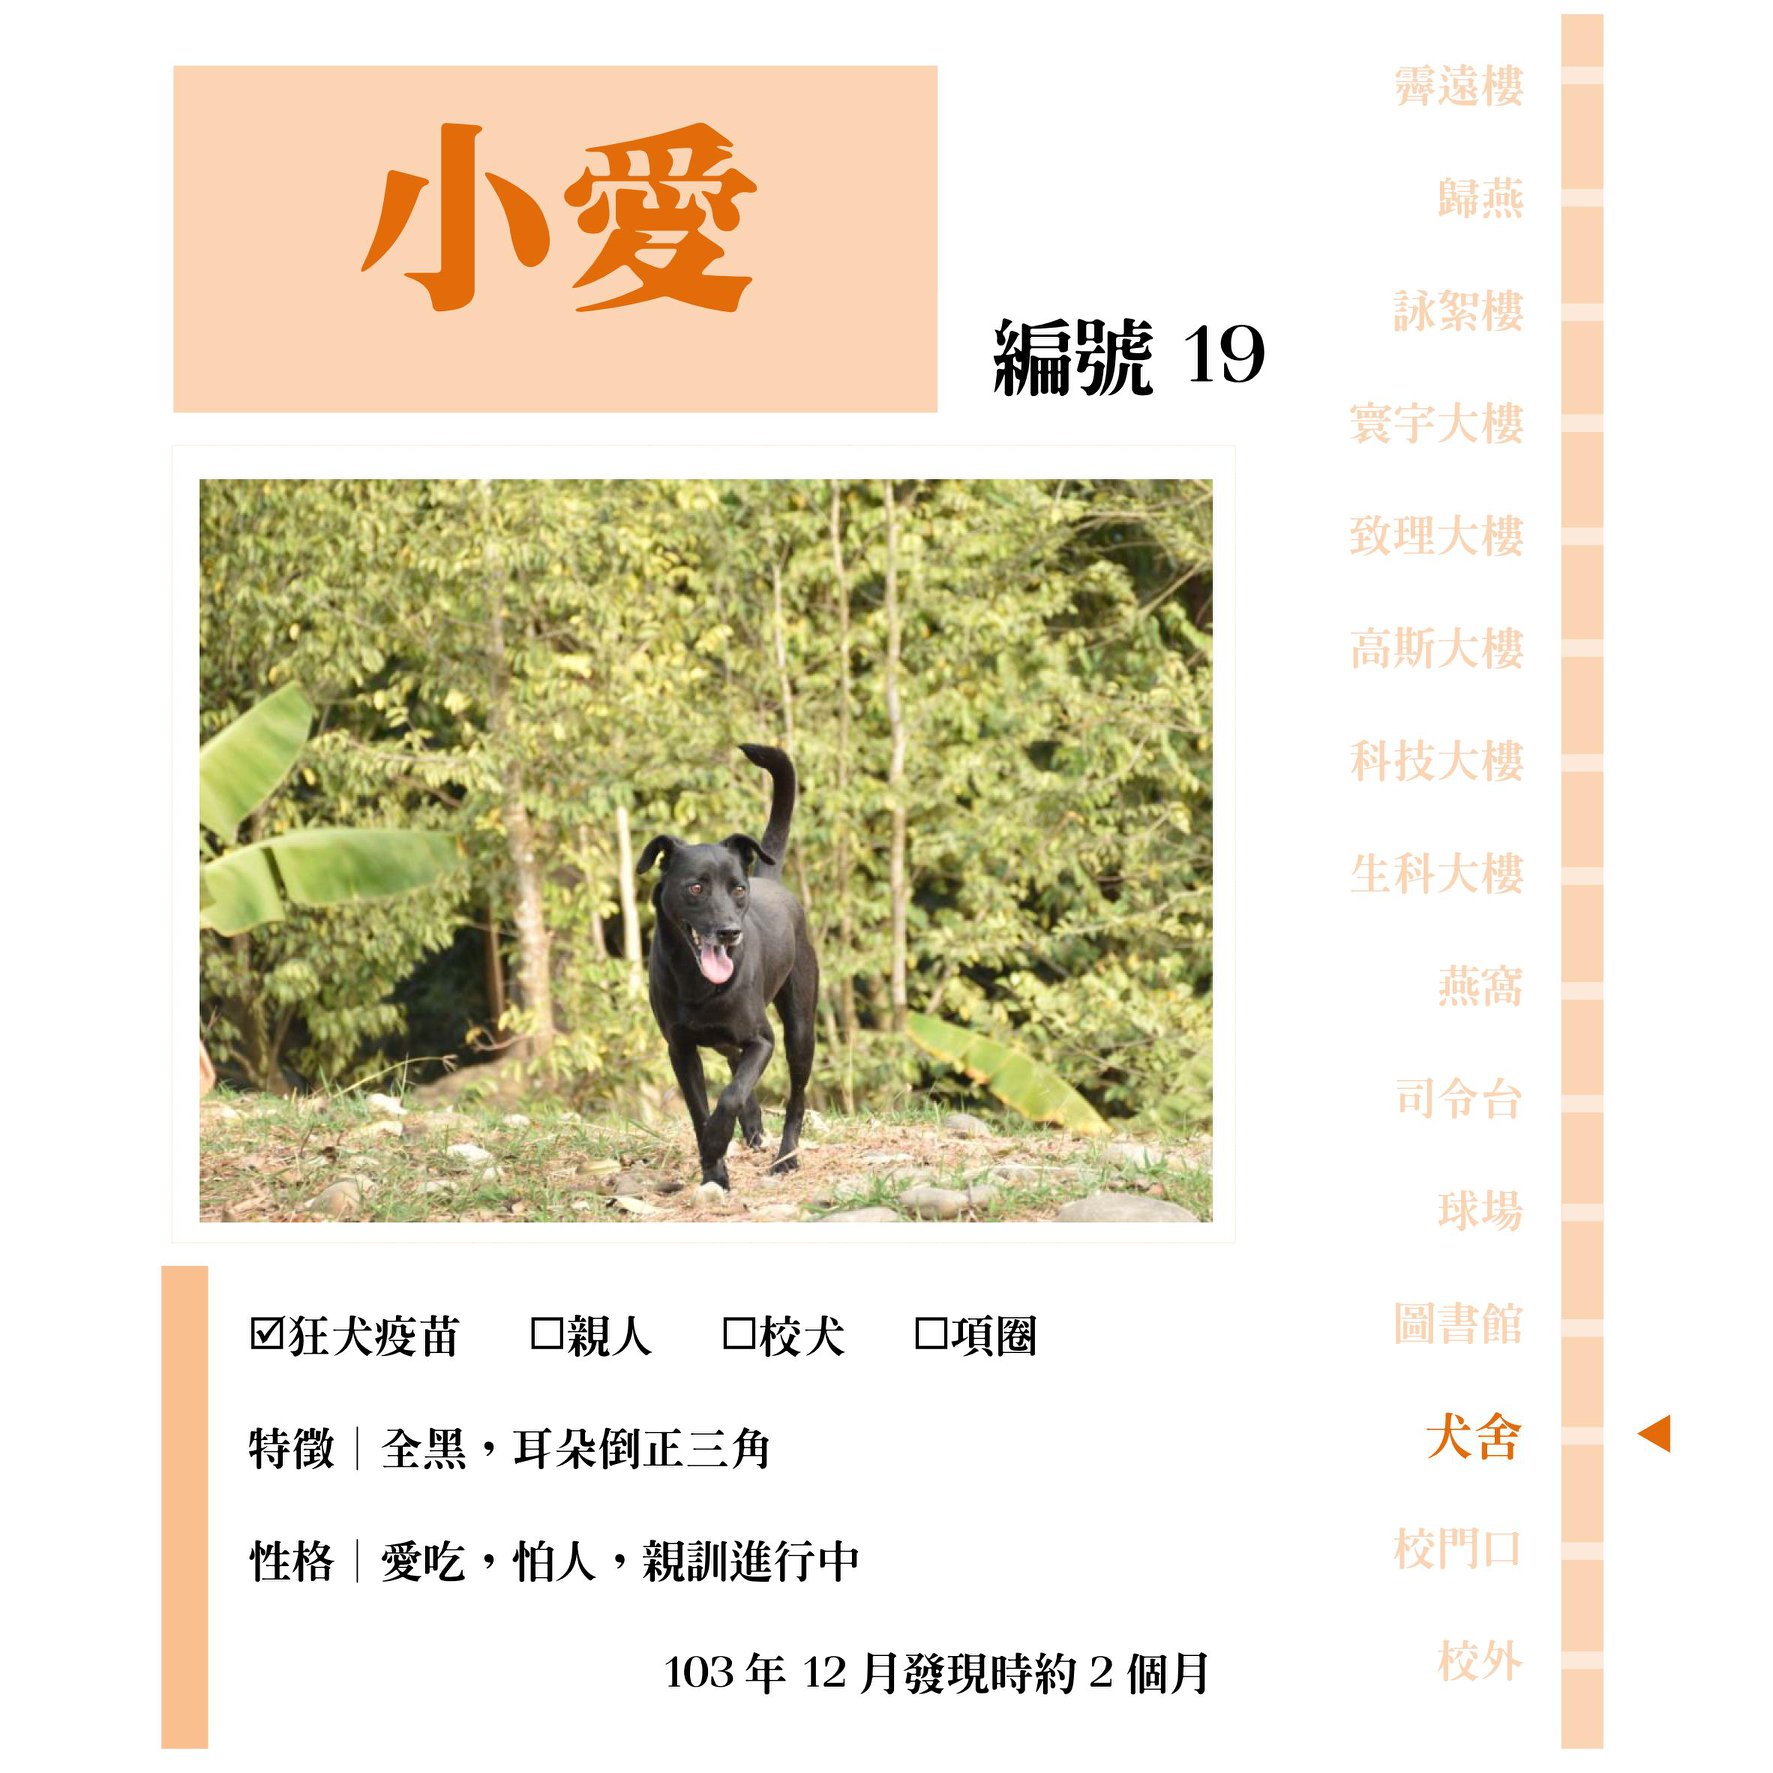 小愛
編號 19
☑狂犬疫苗 ☐親人 ☐校犬 ☐項圈
特徵｜全黑，耳朵倒正三角
性格｜愛吃，怕人，親訓進行中
103 年 12 月發現時約 2 個月
霽遠樓
歸燕
詠絮樓
寰宇大樓
致理大樓
高斯大樓
科技大樓
生科大樓
燕窩
司令台
球場
圖書館
犬舍
校門口
校外